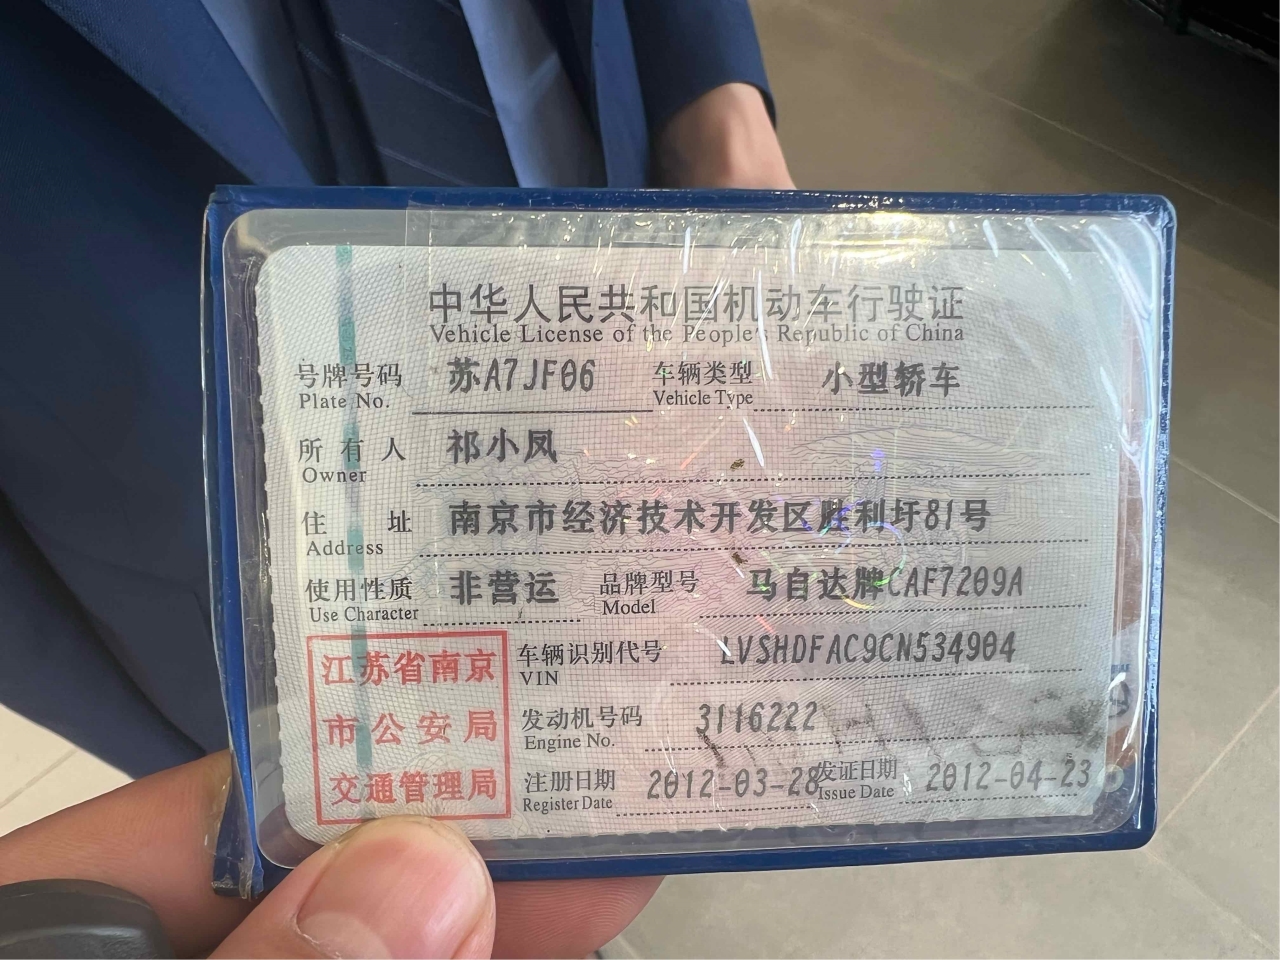 中华人民共和国机动车行驶证
Vehicle License of the People's Republic of China
号牌号码 苏A7JF06 车辆类型 小型轿车
Plate No. Vehicle Type
所有人 祁小凤
Owner
住址 南京市经济技术开发区胜利圩81号
Address
使用性质 非营运 品牌型号 马自达牌CAF7209A
Use Character Model
江苏省南京
市公安局
交通管理局
车辆识别代号 LVSHDFAC9CN534904
VIN
发动机号码 3116222
Engine No.
注册日期 2012-03-28 发证日期 2012-04-23
Register Date Issue Date